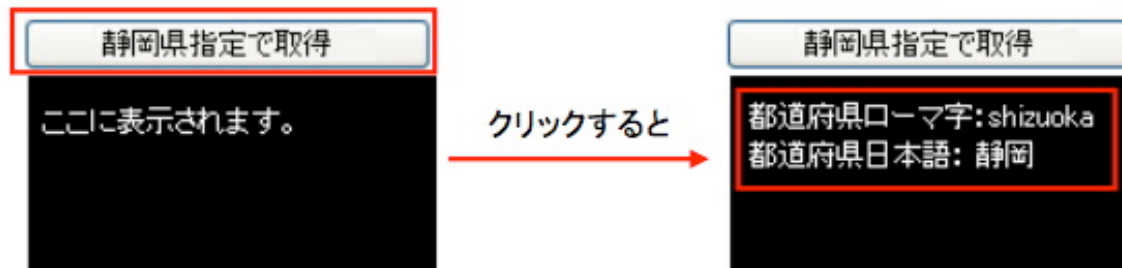 静岡県指定で取得
ここに表示されます。
クリックすると
静岡県指定で取得
都道府県ローマ字:shizuoka
都道府県日本語: 静岡